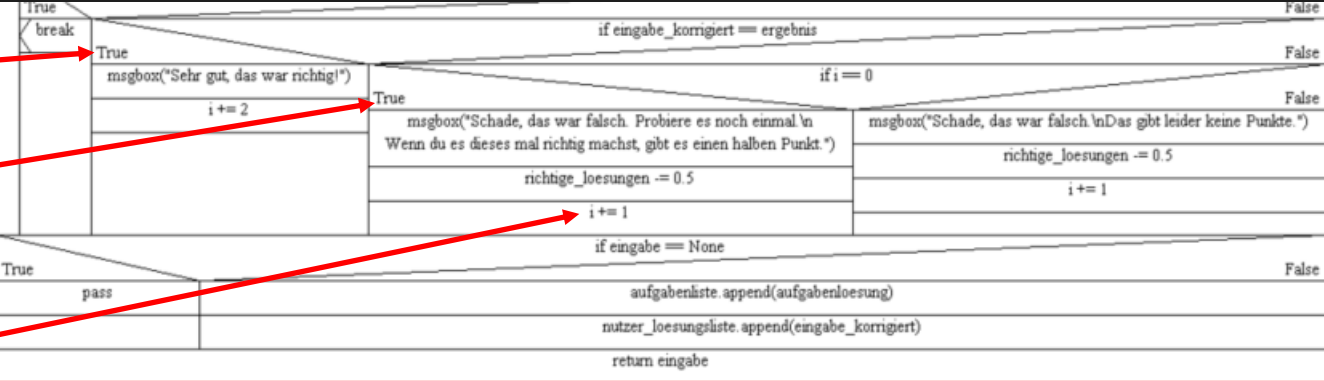 True False
break if eingabe_korrigiert == ergebnis
True False
msgbox("Sehr gut, das war richtig!") if i == 0
i += 2 True False
msgbox("Schade, das war falsch. Probiere es noch einmal.\n msgbox("Schade, das war falsch.\nDas gibt leider keine Punkte.")
Wenn du es dieses mal richtig machst, gibt es einen halben Punkt.")
richtige_loesungen -= 0.5 richtige_loesungen -= 0.5
i += 1 i += 1
if eingabe == None
True False
pass aufgabenliste.append(aufgabenloesung)
nutzer_loesungsliste.append(eingabe_korrigiert)
return eingabe